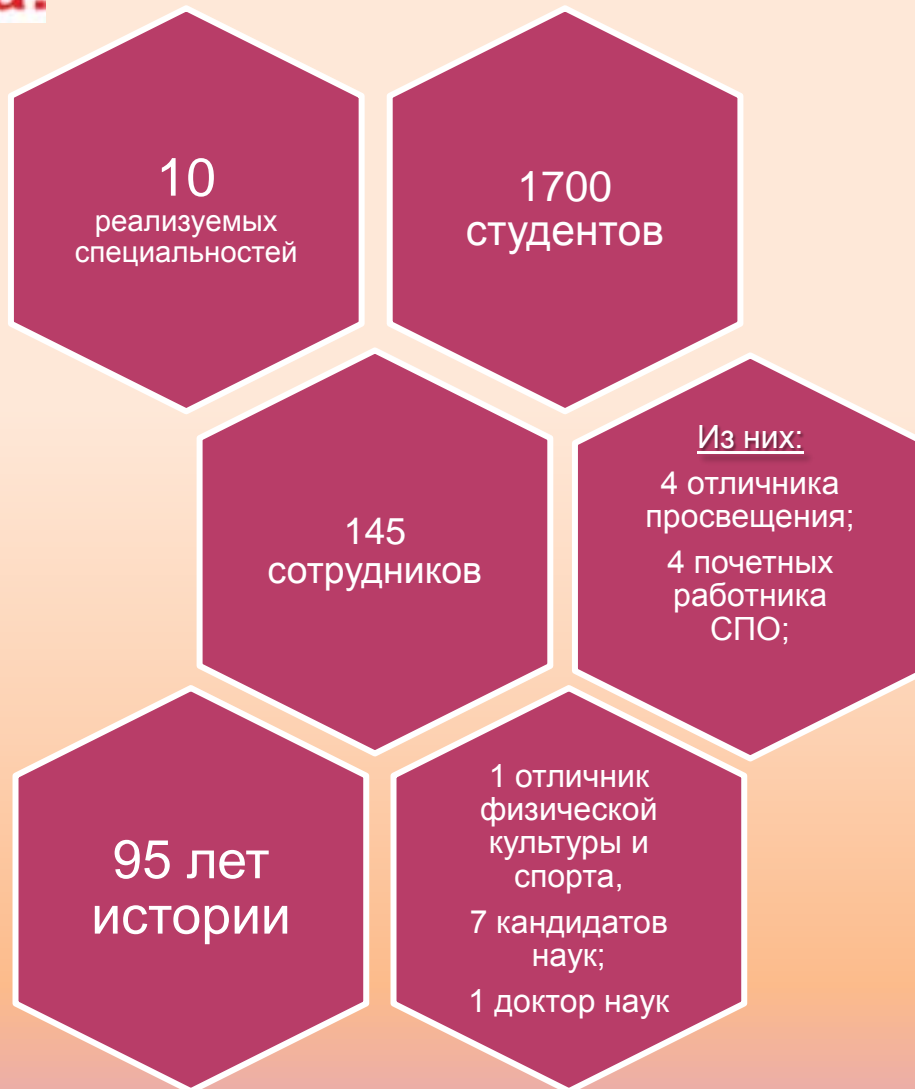 10
реализуемых
специальностей
1700
студентов
145
сотрудников
Из них:
4 отличника
просвещения;
4 почетных
работника
СПО;
95 лет
истории
1 отличник
физической
культуры и
спорта,
7 кандидатов
наук;
1 доктор наук